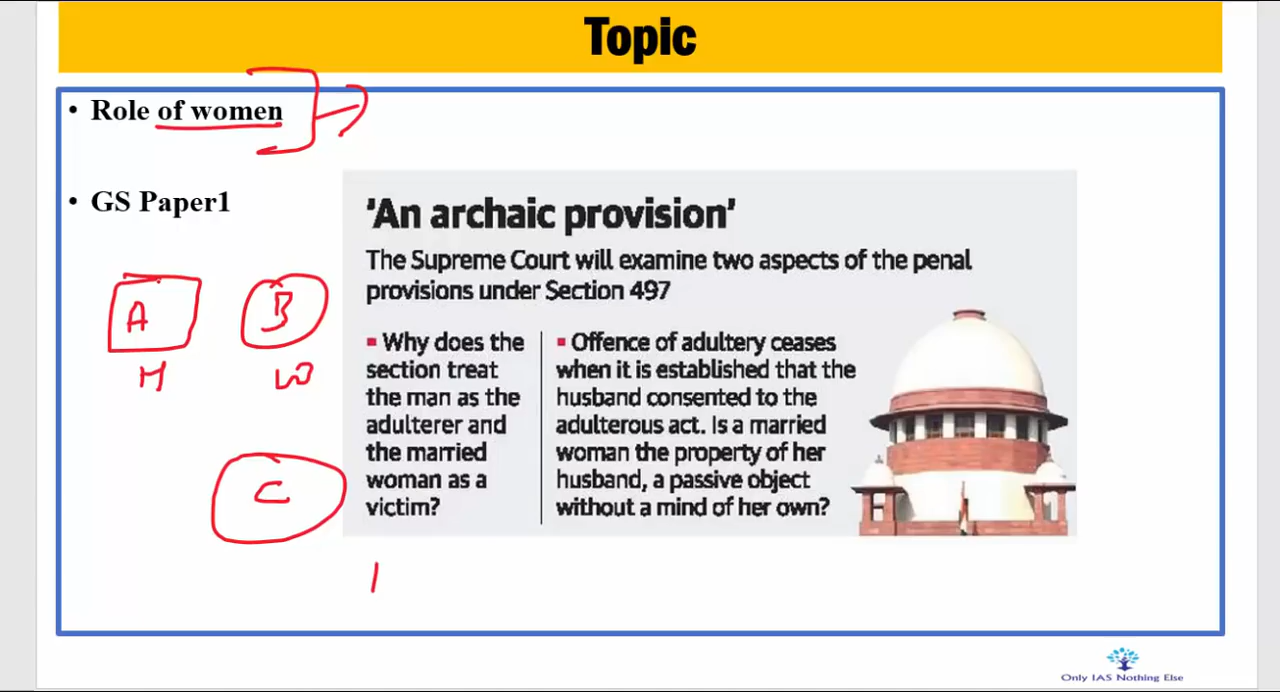 Topic
• Role of women
• GS Paper1
'An archaic provision'
The Supreme Court will examine two aspects of the penal
provisions under Section 497
▪ Why does the
section treat
the man as the
adulterer and
the married
woman as a
victim?
▪ Offence of adultery ceases
when it is established that the
husband consented to the
adulterous act. Is a married
woman the property of her
husband, a passive object
without a mind of her own?
A
B
H
W
C
Only IAS Nothing Else